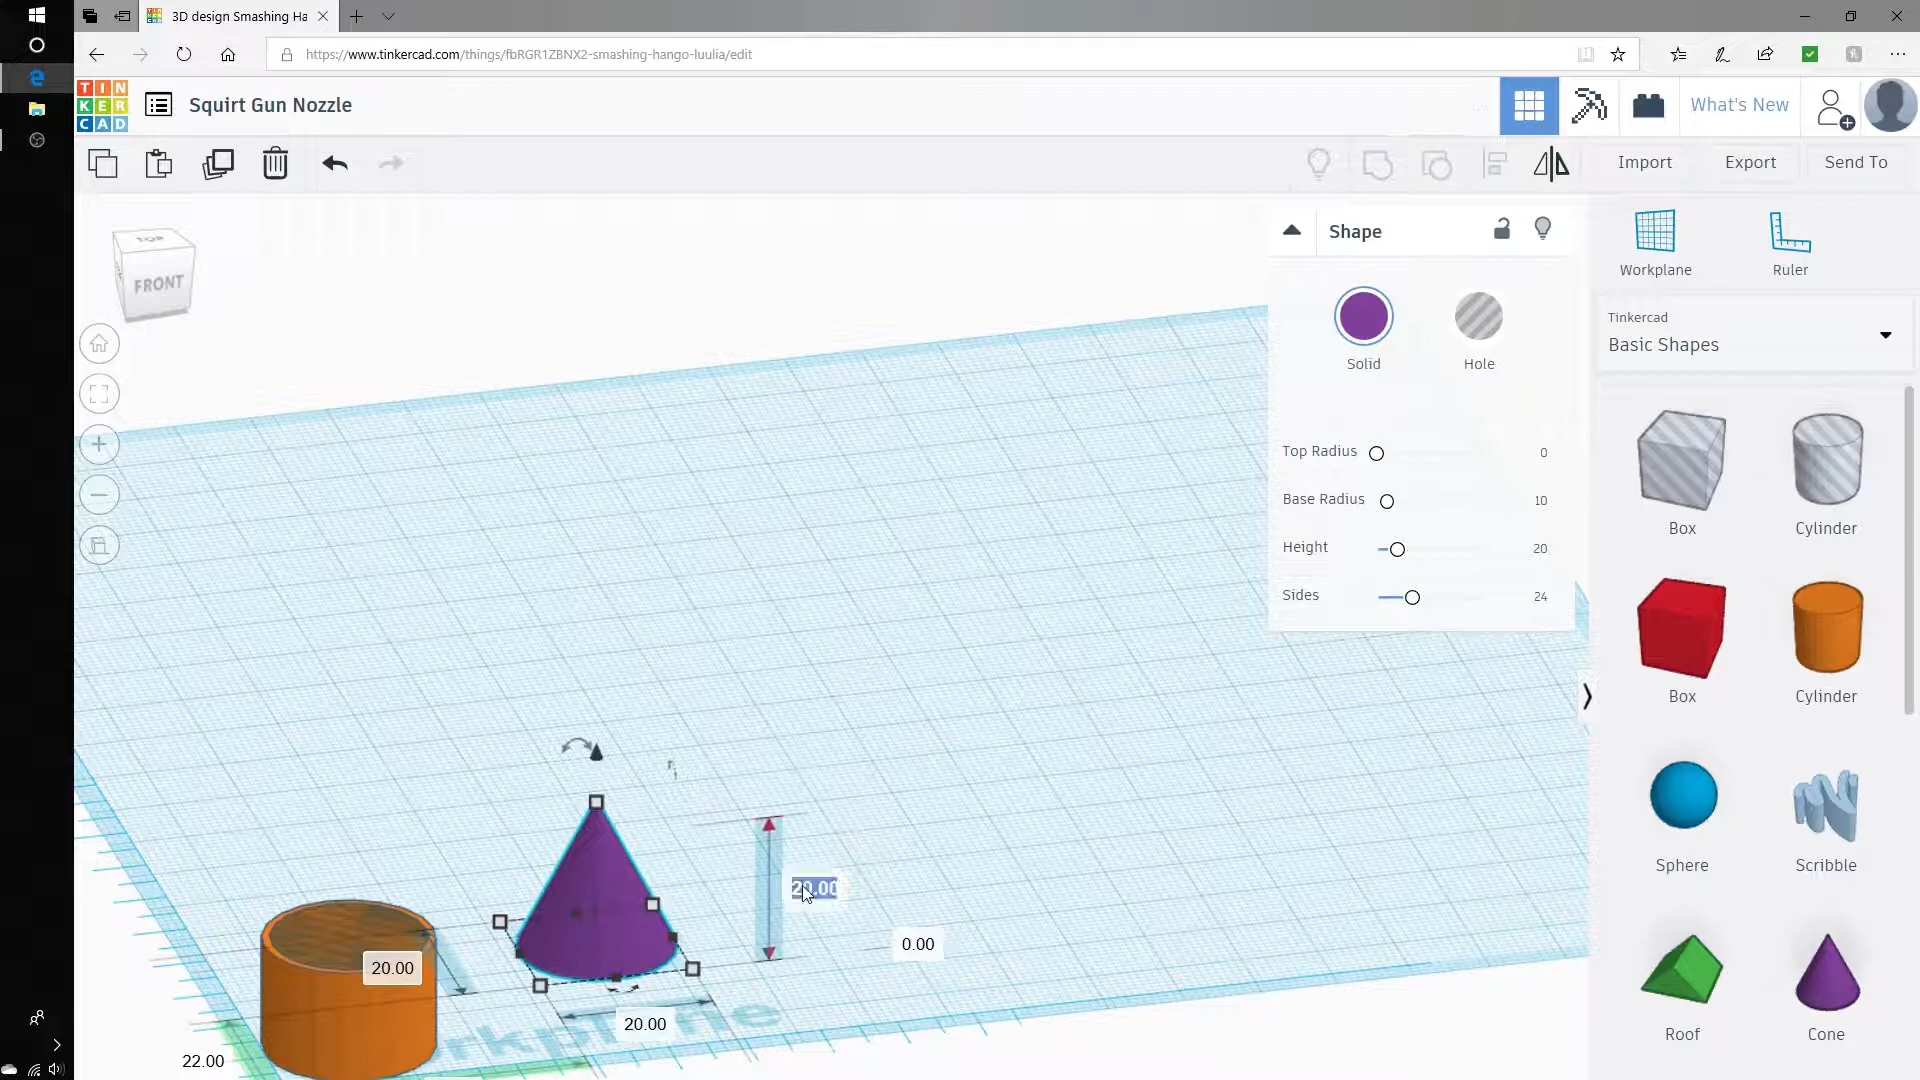 3D design Smashing Ha
https://www.tinkercad.com/things/fbRGR1ZBNX2-smashing-hango-luulia/edit
TIN
KER
CAD
Squirt Gun Nozzle
What's New
Import
Export
Send To
TOP
FRONT
Shape
Solid
Hole
Top Radius 0
Base Radius 10
Height 20
Sides 24
Workplane
Ruler
Tinkercad
Basic Shapes
Box
Cylinder
Box
Cylinder
Sphere
Scribble
Roof
Cone
20.00
0.00
20.00
20.00
22.00